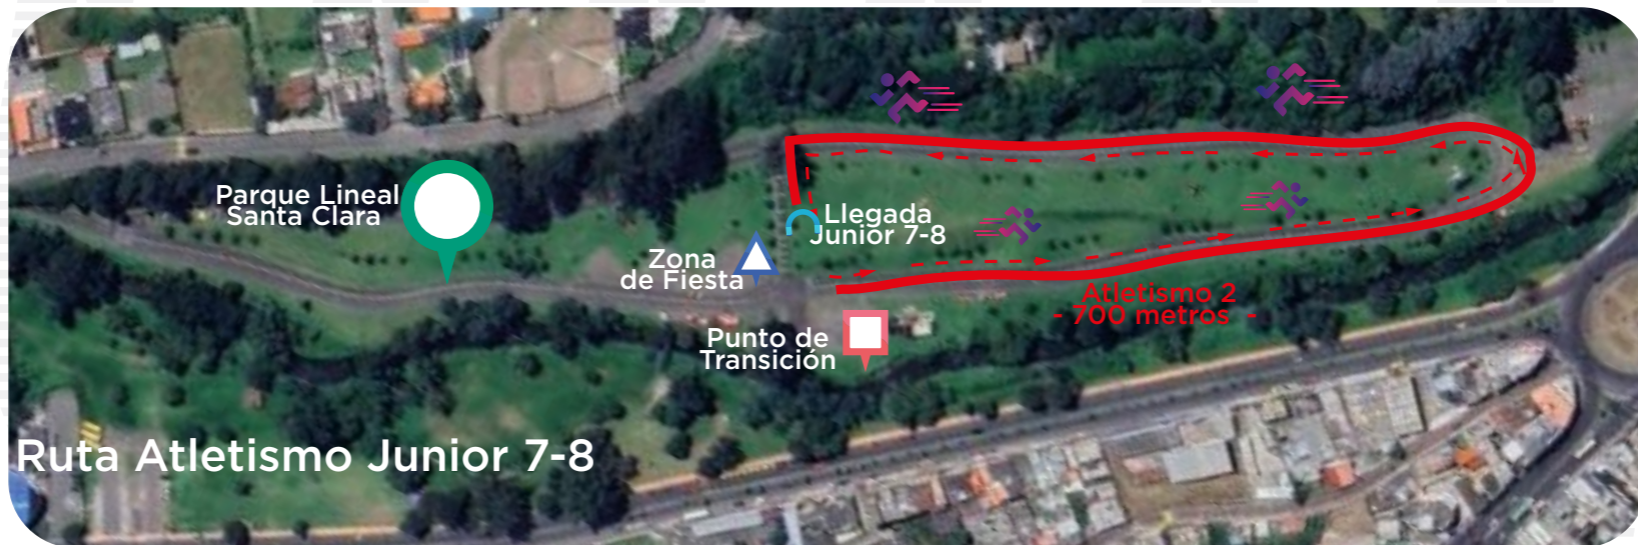 Parque Lineal
Santa Clara
Llegada
Junior 7-8
Zona
de Fiesta
Atletismo 2
- 700 metros -
Punto de
Transición
Ruta Atletismo Junior 7-8